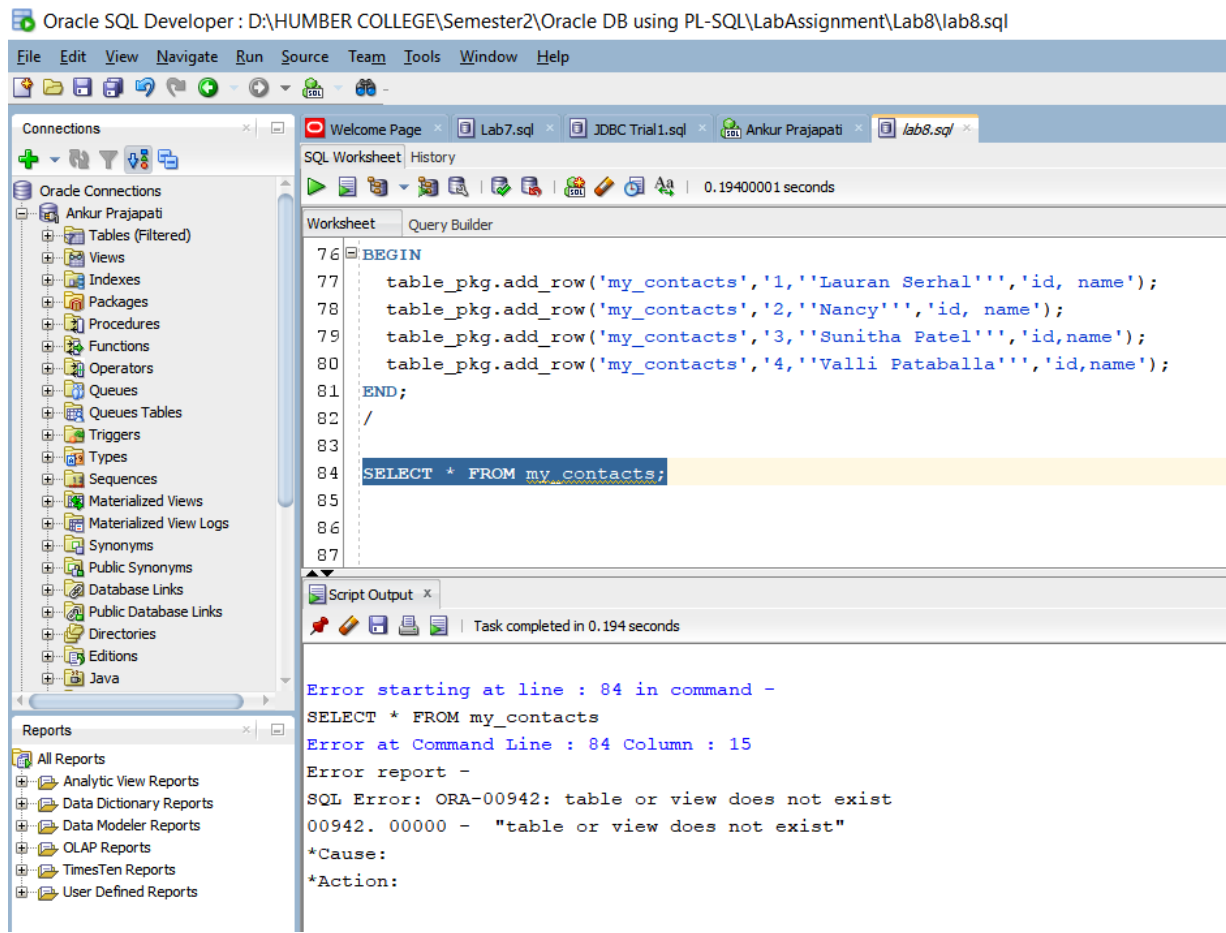 Oracle SQL Developer : D:\HUMBER COLLEGE\Semester2\Oracle DB using PL-SQL\LabAssignment\Lab8\lab8.sql
File Edit View Navigate Run Source Team Tools Window Help
Connections
Oracle Connections
Ankur Prajapati
Tables (Filtered)
Views
Indexes
Packages
Procedures
Functions
Operators
Queues
Queues Tables
Triggers
Types
Sequences
Materialized Views
Materialized View Logs
Synonyms
Public Synonyms
Database Links
Public Database Links
Directories
Editions
Java
Reports
All Reports
Analytic View Reports
Data Dictionary Reports
Data Modeler Reports
OLAP Reports
TimesTen Reports
User Defined Reports
Welcome Page Lab7.sql JDBC Trial1.sql Ankur Prajapati lab8.sql
SQL Worksheet History
0.19400001 seconds
Worksheet Query Builder
76 BEGIN
77 table_pkg.add_row('my_contacts','1,''Lauran Serhal''','id, name');
78 table_pkg.add_row('my_contacts','2,''Nancy''','id, name');
79 table_pkg.add_row('my_contacts','3,''Sunitha Patel''','id,name');
80 table_pkg.add_row('my_contacts','4,''Valli Pataballa''','id,name');
81 END;
82 /
83
84 SELECT * FROM my_contacts;
85
86
87
Script Output x
Task completed in 0.194 seconds
Error starting at line : 84 in command -
SELECT * FROM my_contacts
Error at Command Line : 84 Column : 15
Error report -
SQL Error: ORA-00942: table or view does not exist
00942. 00000 - "table or view does not exist"
*Cause:
*Action: